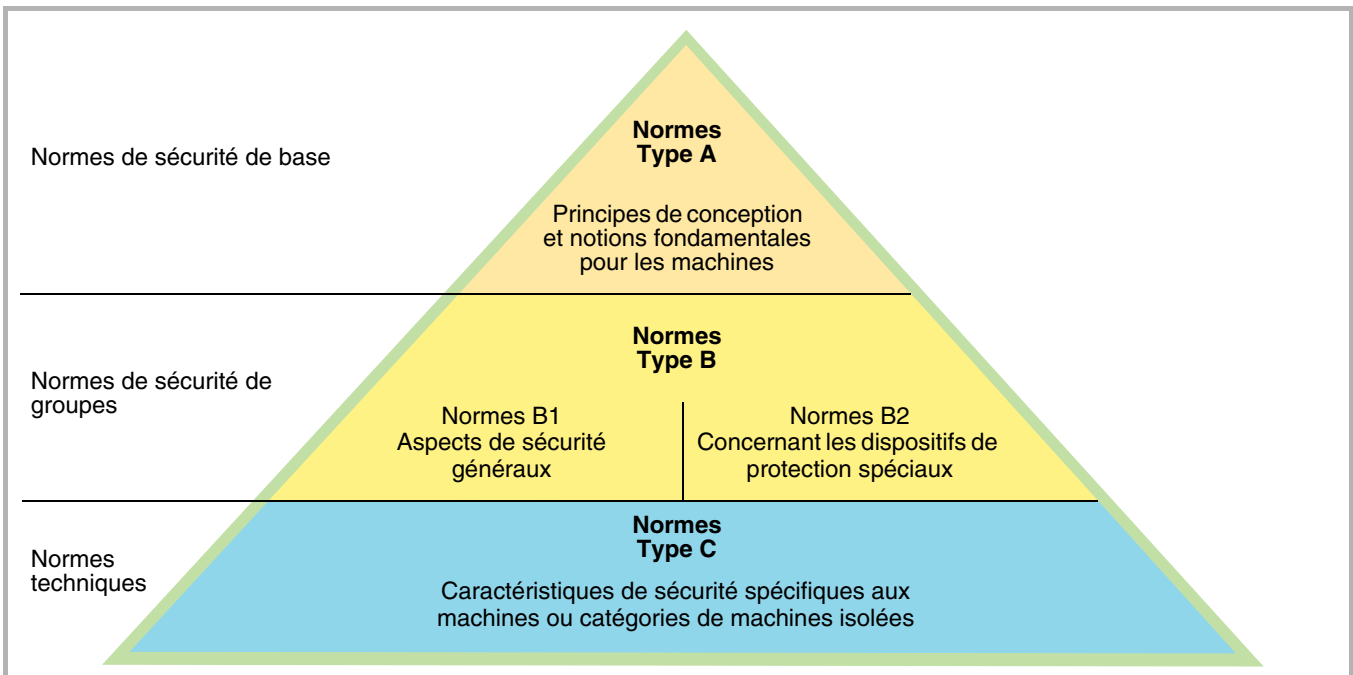 Normes de sécurité de base
Normes
Type A
Principes de conception
et notions fondamentales
pour les machines
Normes de sécurité de
groupes
Normes
Type B
Normes B1
Aspects de sécurité
généraux
Normes B2
Concernant les dispositifs de
protection spéciaux
Normes
techniques
Normes
Type C
Caractéristiques de sécurité spécifiques aux
machines ou catégories de machines isolées